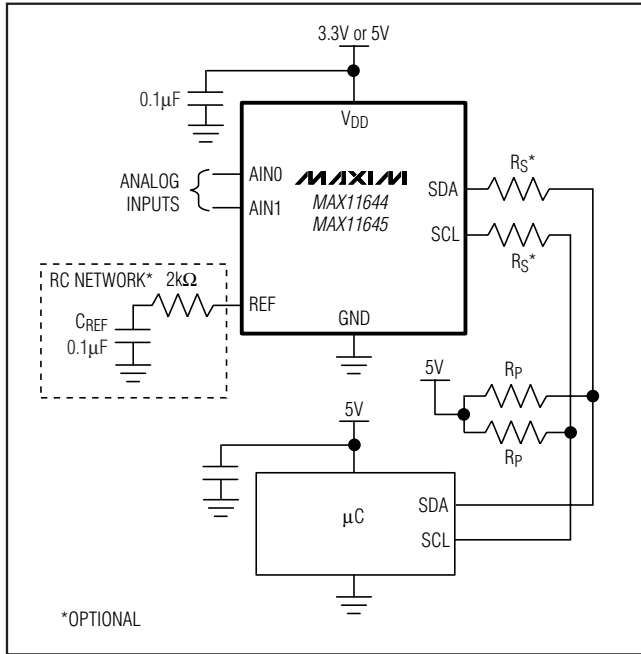 3.3V or 5V
0.1µF
VDD
ANALOG
INPUTS
AIN0
AIN1
MAXIM
MAX11644
MAX11645
SDA
SCL
RS*
RS*
RC NETWORK*
2kΩ
CREF
0.1µF
REF
GND
5V
RP
RP
5V
µC
SDA
SCL
*OPTIONAL